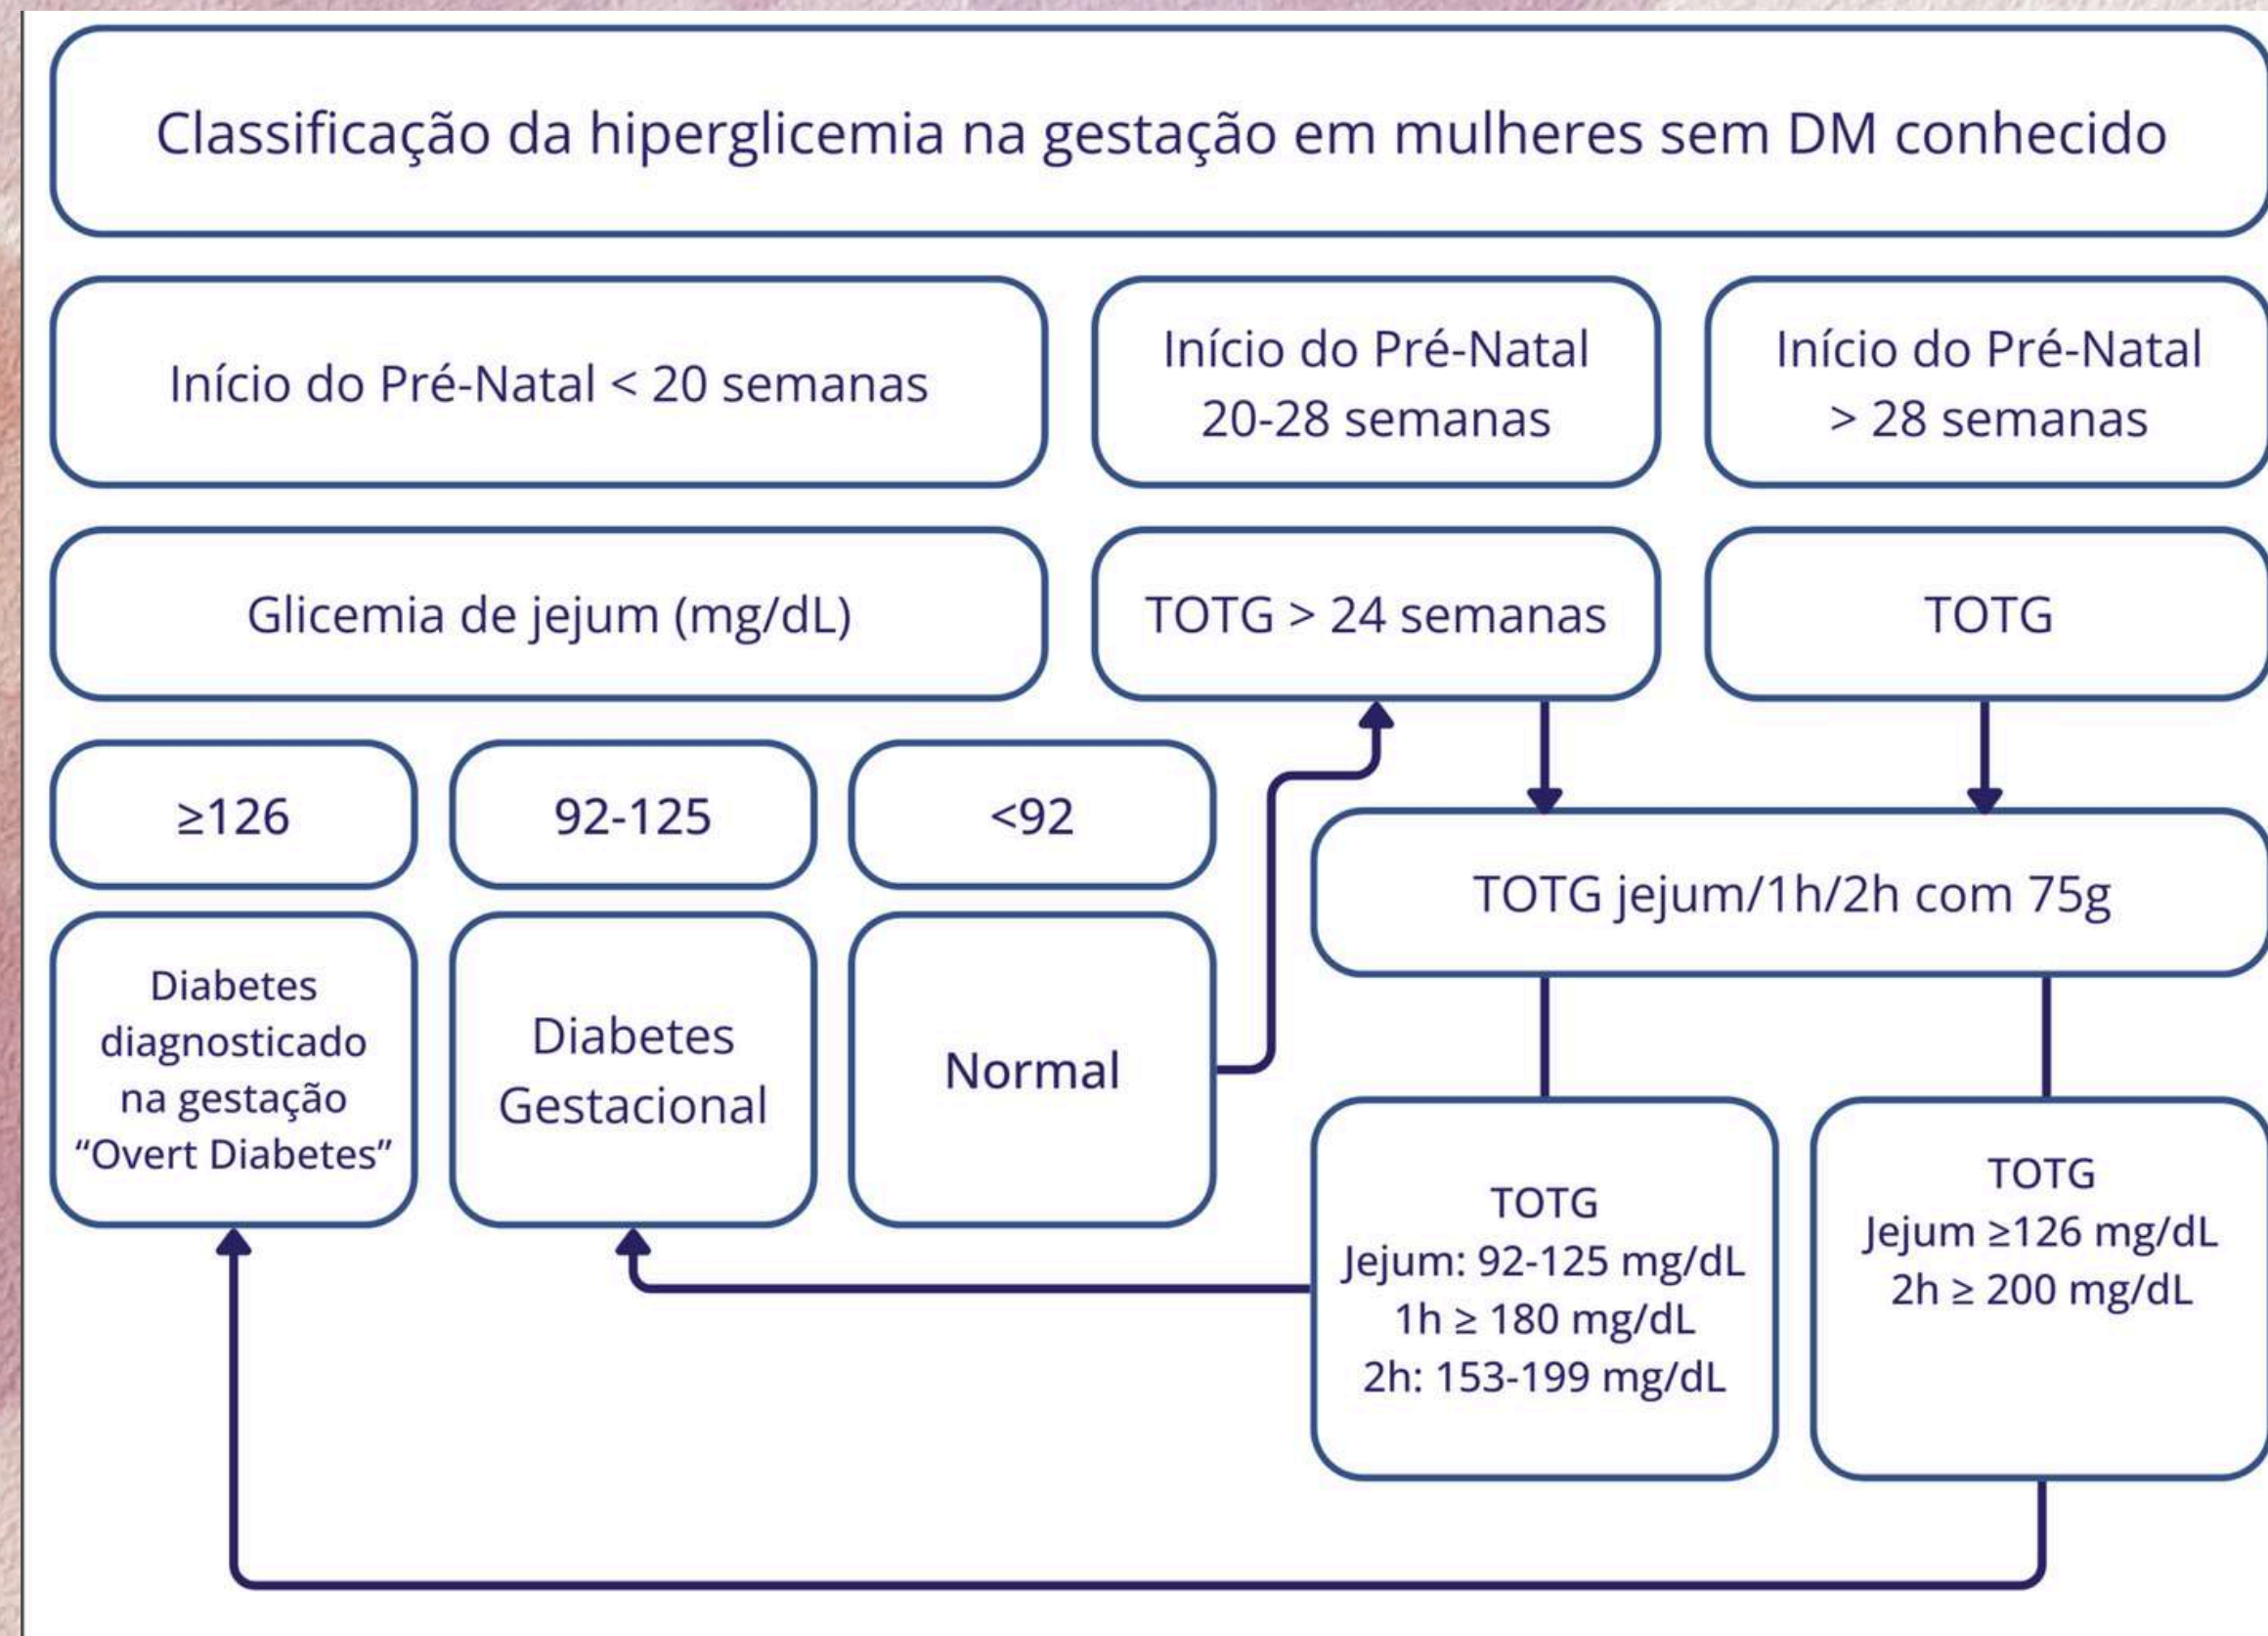 Classificação da hiperglicemia na gestação em mulheres sem DM conhecido
Início do Pré-Natal < 20 semanas
Início do Pré-Natal
20-28 semanas
Início do Pré-Natal
> 28 semanas
Glicemia de jejum (mg/dL)
TOTG > 24 semanas
TOTG
≥126
92-125
<92
TOTG jejum/1h/2h com 75g
Diabetes
diagnosticado
na gestação
“Overt Diabetes”
Diabetes
Gestacional
Normal
TOTG
Jejum: 92-125 mg/dL
1h ≥ 180 mg/dL
2h: 153-199 mg/dL
TOTG
Jejum ≥126 mg/dL
2h ≥ 200 mg/dL